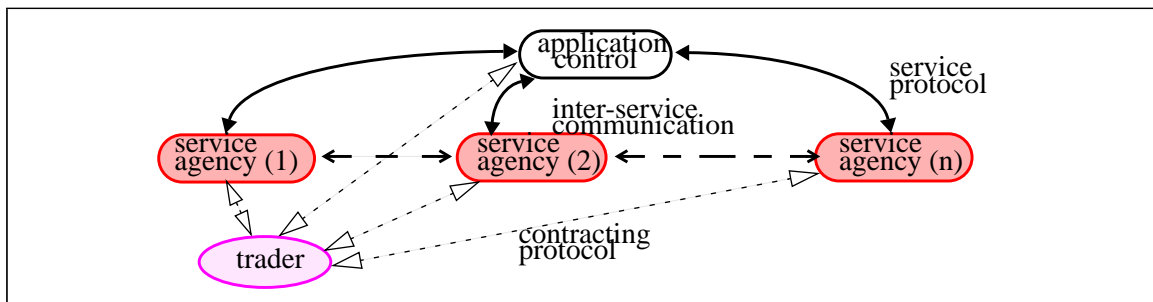 application
control
service
protocol
inter-service
communication
service
agency (1)
service
agency (2)
service
agency (n)
contracting
protocol
trader